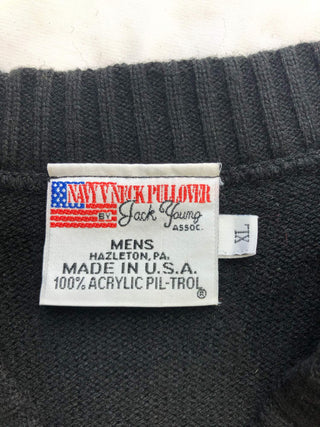 NAVY V NECK PULLOVER
BY Jack Young
ASSOC.
MENS
HAZLETON, PA.
MADE IN U.S.A.
100% ACRYLIC PIL-TROL®
XL